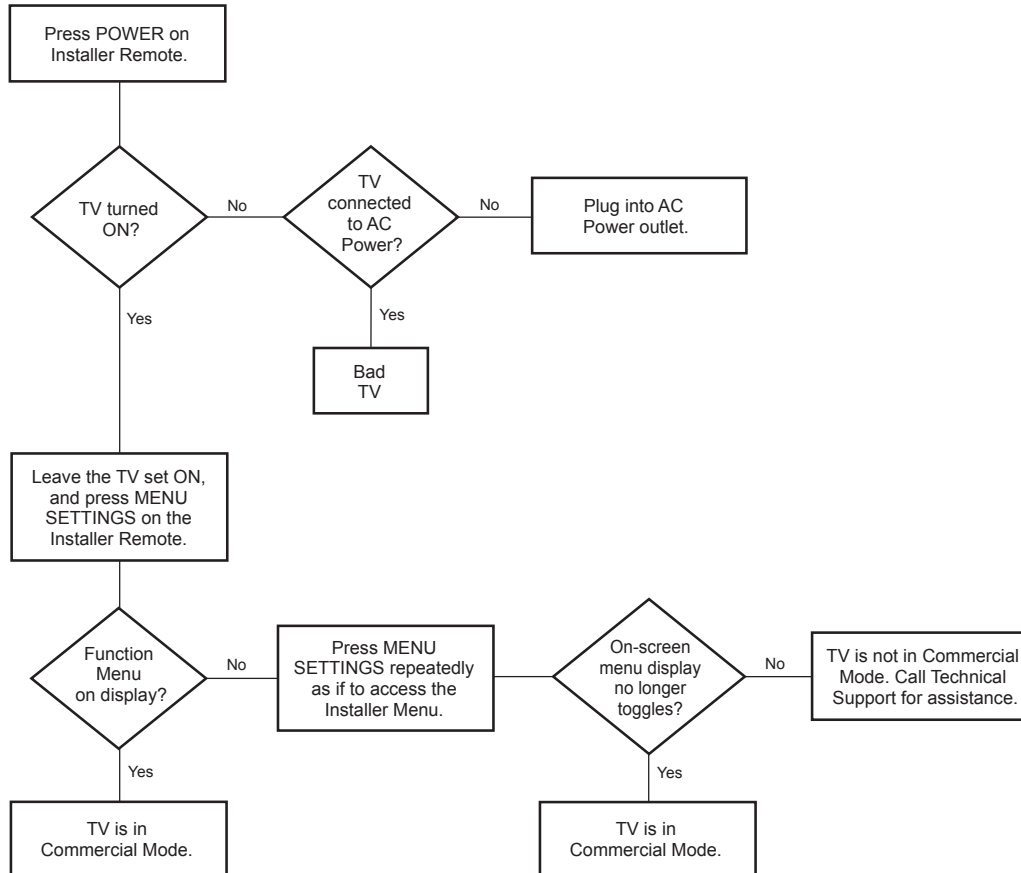 Press POWER on
Installer Remote.
TV turned
ON?
No
TV
connected
to AC
Power?
No
Plug into AC
Power outlet.
Yes
Bad
TV
Yes
Leave the TV set ON,
and press MENU
SETTINGS on the
Installer Remote.
Function
Menu
on display?
No
Press MENU
SETTINGS repeatedly
as if to access the
Installer Menu.
On-screen
menu display
no longer
toggles?
No
TV is not in Commercial
Mode. Call Technical
Support for assistance.
Yes
TV is in
Commercial Mode.
Yes
TV is in
Commercial Mode.